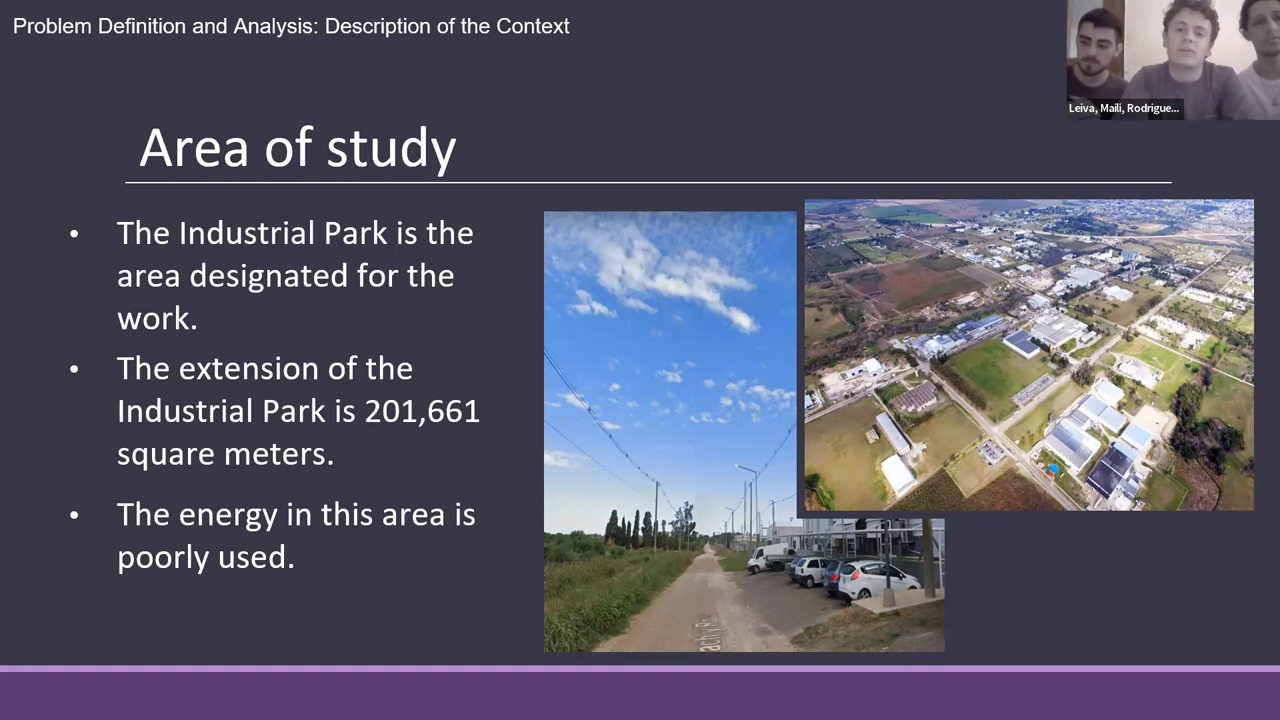 Problem Definition and Analysis: Description of the Context
Leiva, Maili, Rodrigue...
Area of study
• The Industrial Park is the
area designated for the
work.
• The extension of the
Industrial Park is 201,661
square meters.
• The energy in this area is
poorly used.